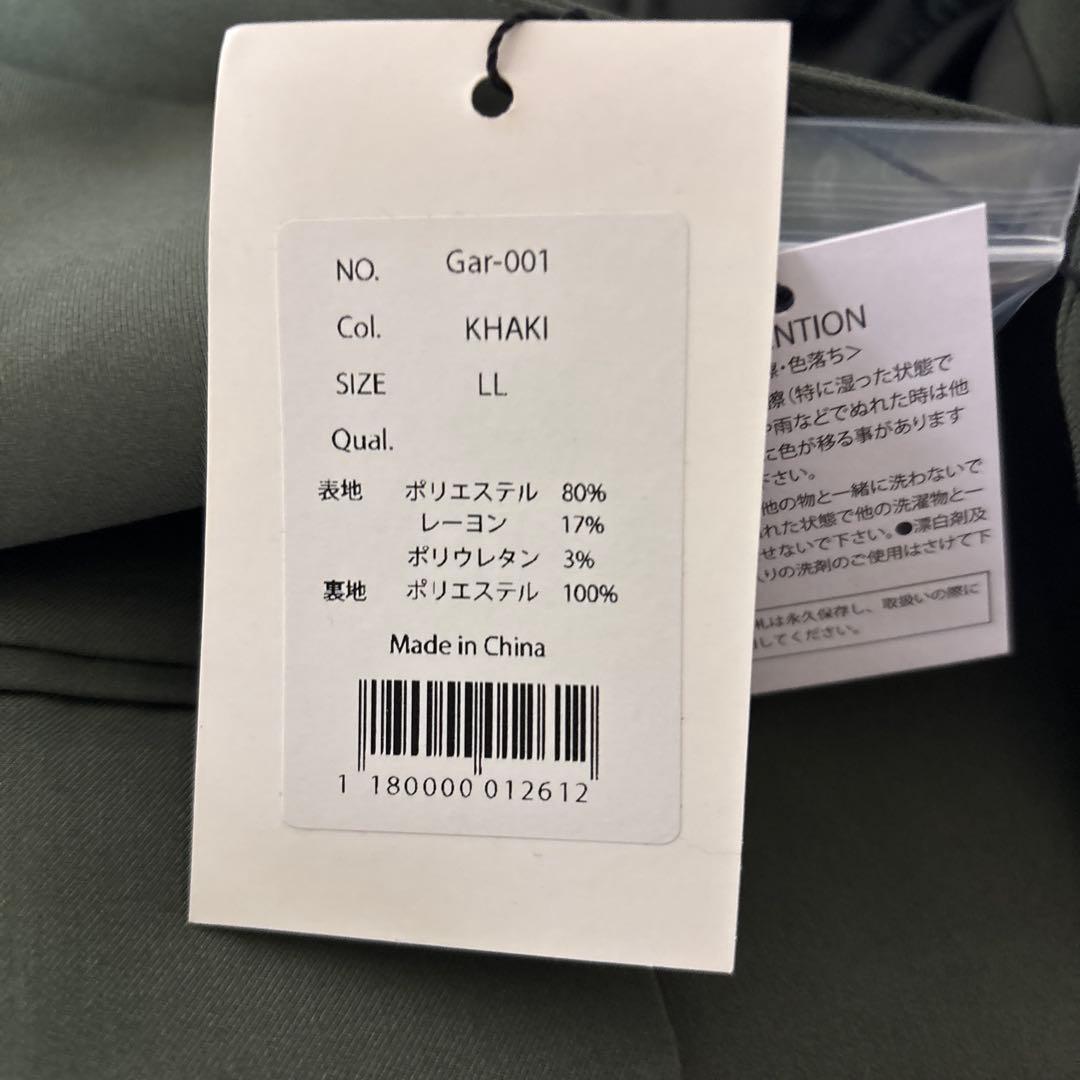 NO. Gar-001
Col. KHAKI
SIZE LL
Qual.
表地 ポリエステル 80%
レーヨン 17%
ポリウレタン 3%
裏地 ポリエステル 100%
Made in China
1 180000 012612
NTION
・色落ち>
擦(特に湿った状態で
雨などでぬれた時は他
に色が移る事があります
さい。
他の物と一緒に洗わないで
れた状態で他の洗濯物と一
せないで下さい。●漂白剤及
りの洗剤のご使用はさけて下
札は永久保存し、取扱いの際に
してください。